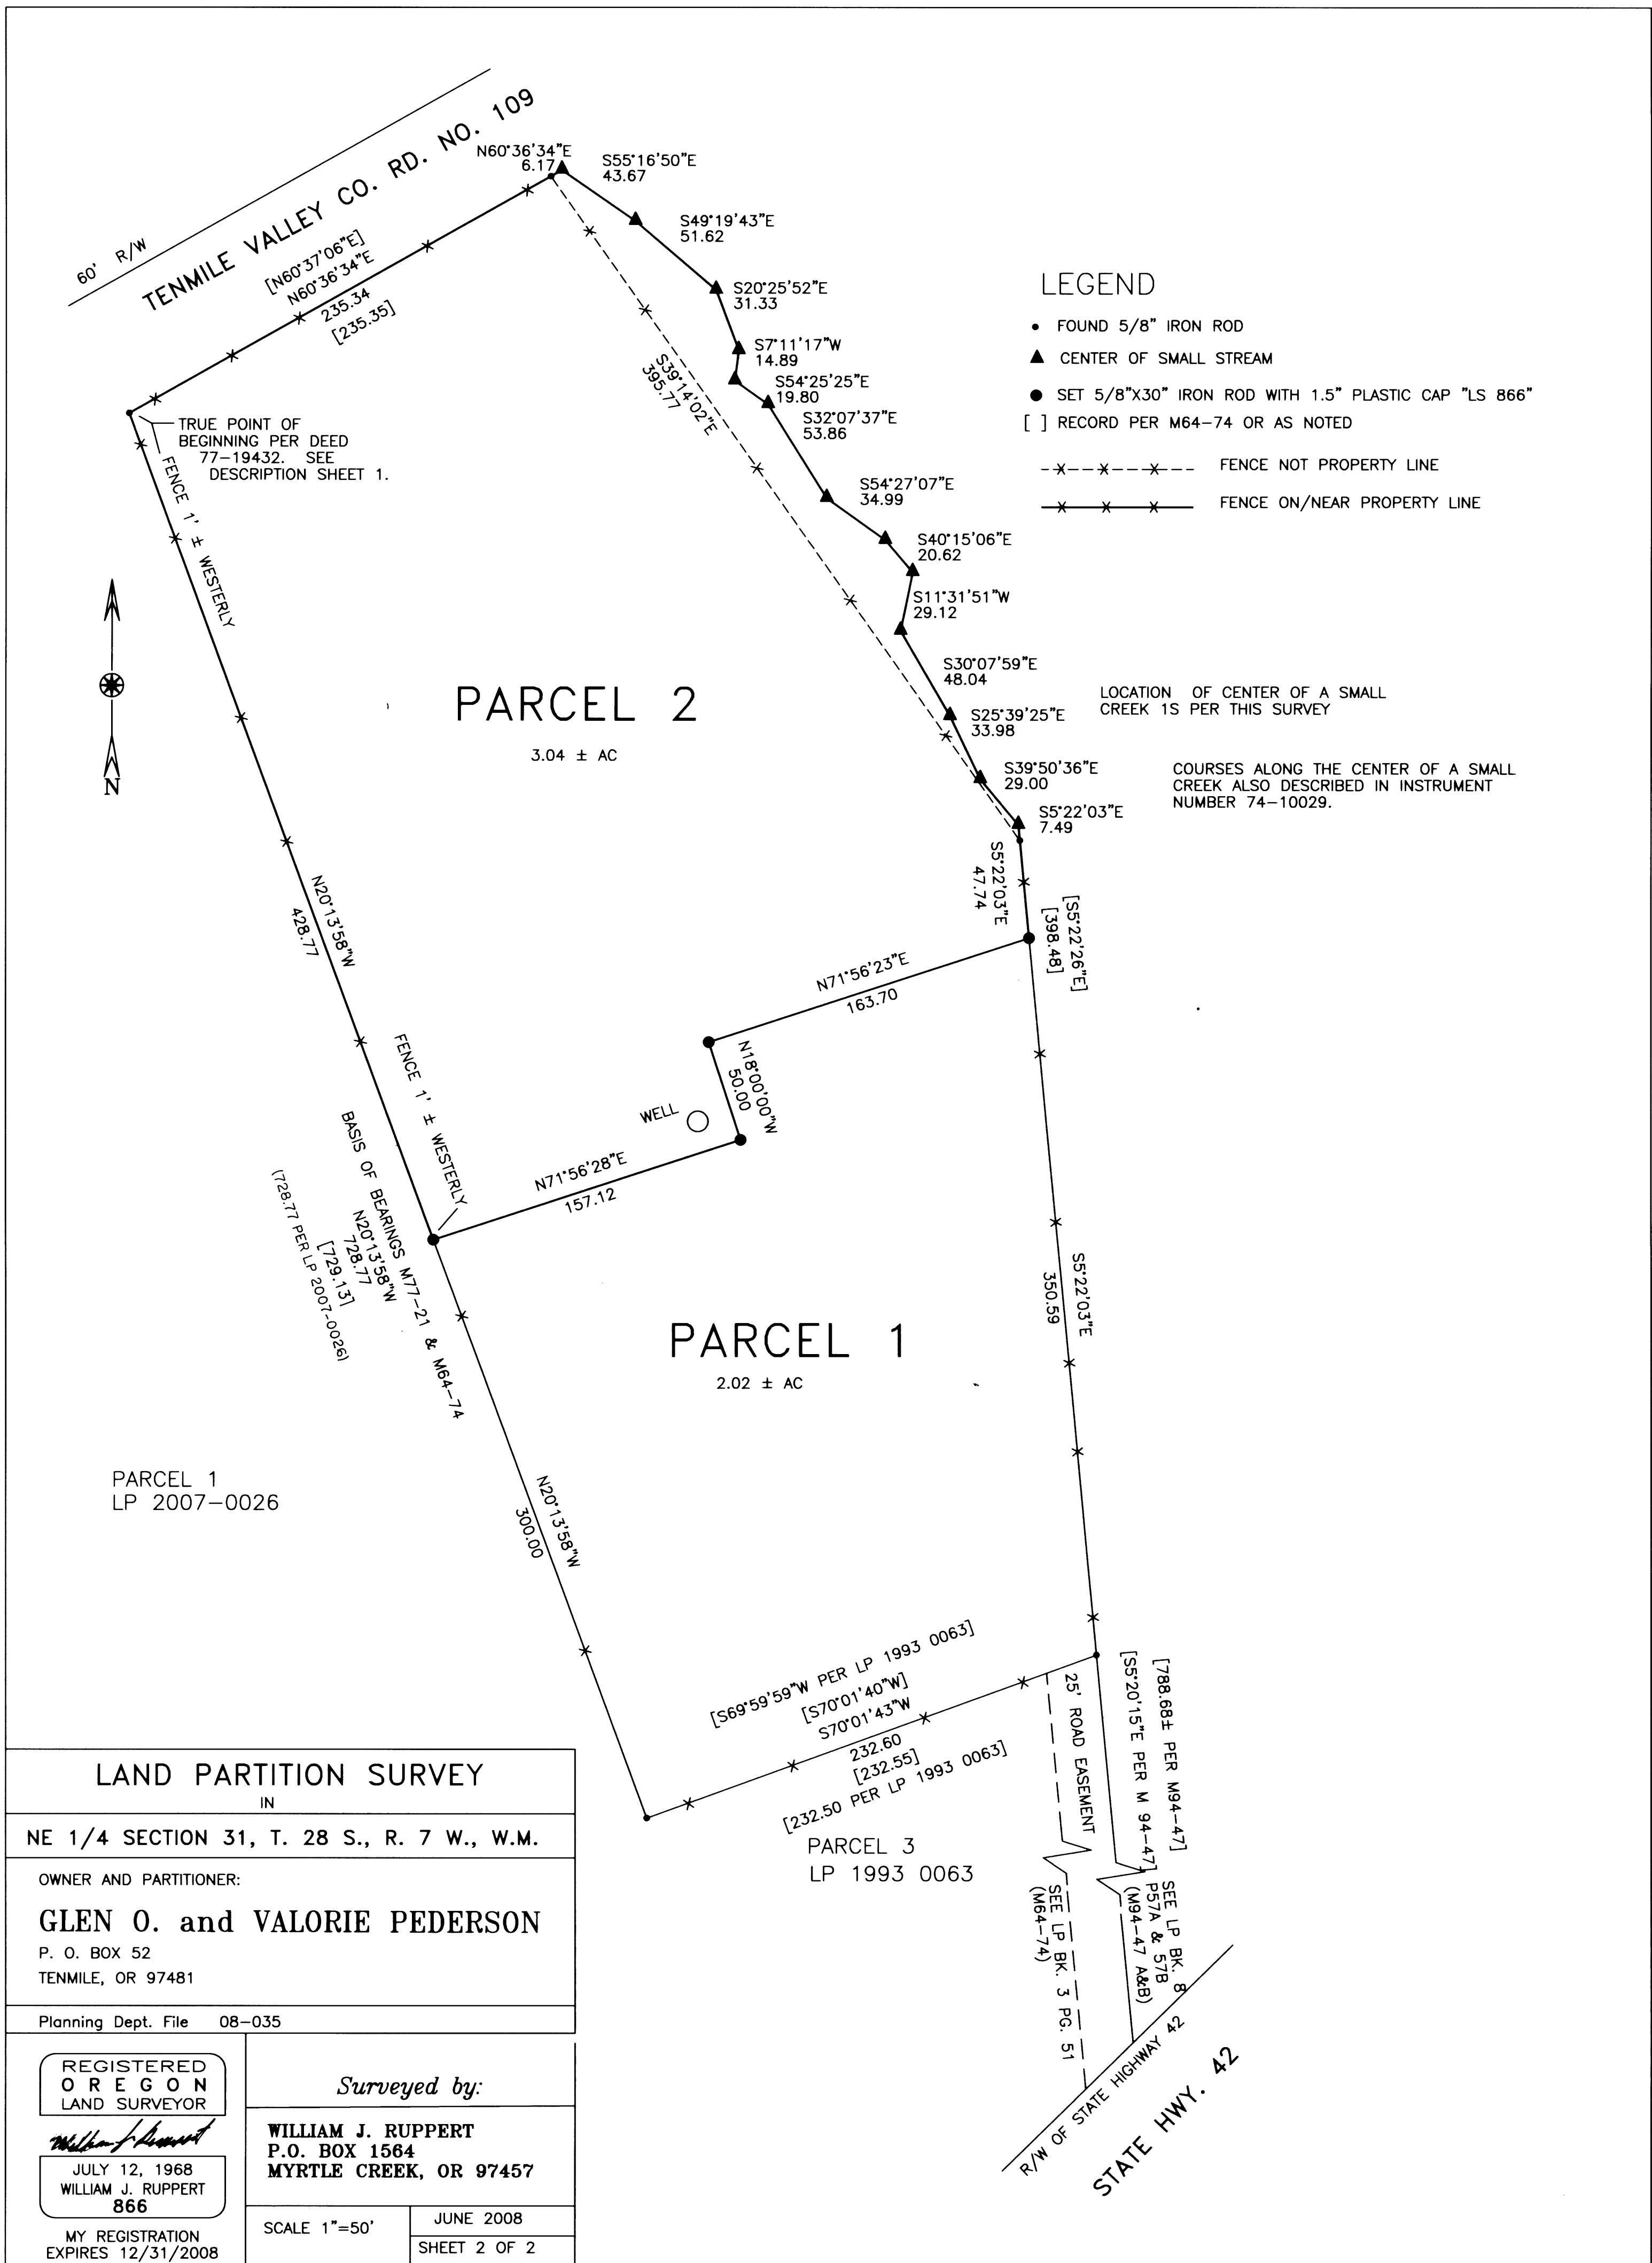 60' R/W
TENMILE VALLEY CO. RD. NO. 109
[N60°37'06"E]
N60°36'34"E
235.34
[235.35]
N60°36'34"E
6.17
S55°16'50"E
43.67
S49°19'43"E
51.62
S20°25'52"E
31.33
S7°11'17"W
14.89
S54°25'25"E
19.80
S32°07'37"E
53.86
S54°27'07"E
34.99
S40°15'06"E
20.62
S11°31'51"W
29.12
S30°07'59"E
48.04
S25°39'25"E
33.98
S39°50'36"E
29.00
S5°22'03"E
7.49
S39°14'02"E
395.77
LEGEND
FOUND 5/8" IRON ROD
CENTER OF SMALL STREAM
SET 5/8"X30" IRON ROD WITH 1.5" PLASTIC CAP "LS 866"
[ ] RECORD PER M64-74 OR AS NOTED
FENCE NOT PROPERTY LINE
FENCE ON/NEAR PROPERTY LINE
TRUE POINT OF
BEGINNING PER DEED
77-19432. SEE
DESCRIPTION SHEET 1.
FENCE 1' ± WESTERLY
N
PARCEL 2
3.04 ± AC
LOCATION OF CENTER OF A SMALL
CREEK 1S PER THIS SURVEY
COURSES ALONG THE CENTER OF A SMALL
CREEK ALSO DESCRIBED IN INSTRUMENT
NUMBER 74-10029.
S5°22'03"E
47.74
[S5°22'26"E]
[398.48]
N20°13'58"W
428.77
N71°56'23"E
163.70
N18°00'00"W
50.00
WELL
N71°56'28"E
157.12
FENCE 1' ± WESTERLY
BASIS OF BEARINGS M77-21 & M64-74
N20°13'58"W
728.77
[729.13]
(728.77 PER LP 2007-0026)
S5°22'03"E
350.59
PARCEL 1
2.02 ± AC
PARCEL 1
LP 2007-0026
N20°13'58"W
300.00
[S69°59'59"W PER LP 1993 0063]
[S70°01'40"W]
S70°01'43"W
232.60
[232.55]
[232.50 PER LP 1993 0063]
PARCEL 3
LP 1993 0063
25' ROAD EASEMENT
SEE LP BK. 3 PG. 51
(M64-74)
[788.68± PER M94-47]
[S5°20'15"E PER M 94-47]
SEE LP BK. 8
P57A & 57B
(M94-47 A&B)
R/W OF STATE HIGHWAY 42
STATE HWY. 42
LAND PARTITION SURVEY
IN
NE 1/4 SECTION 31, T. 28 S., R. 7 W., W.M.
OWNER AND PARTITIONER:
GLEN O. and VALORIE PEDERSON
P. O. BOX 52
TENMILE, OR 97481
Planning Dept. File 08-035
REGISTERED
OREGON
LAND SURVEYOR
William J. Ruppert
JULY 12, 1968
WILLIAM J. RUPPERT
866
MY REGISTRATION
EXPIRES 12/31/2008
Surveyed by:
WILLIAM J. RUPPERT
P.O. BOX 1564
MYRTLE CREEK, OR 97457
SCALE 1"=50'
JUNE 2008
SHEET 2 OF 2